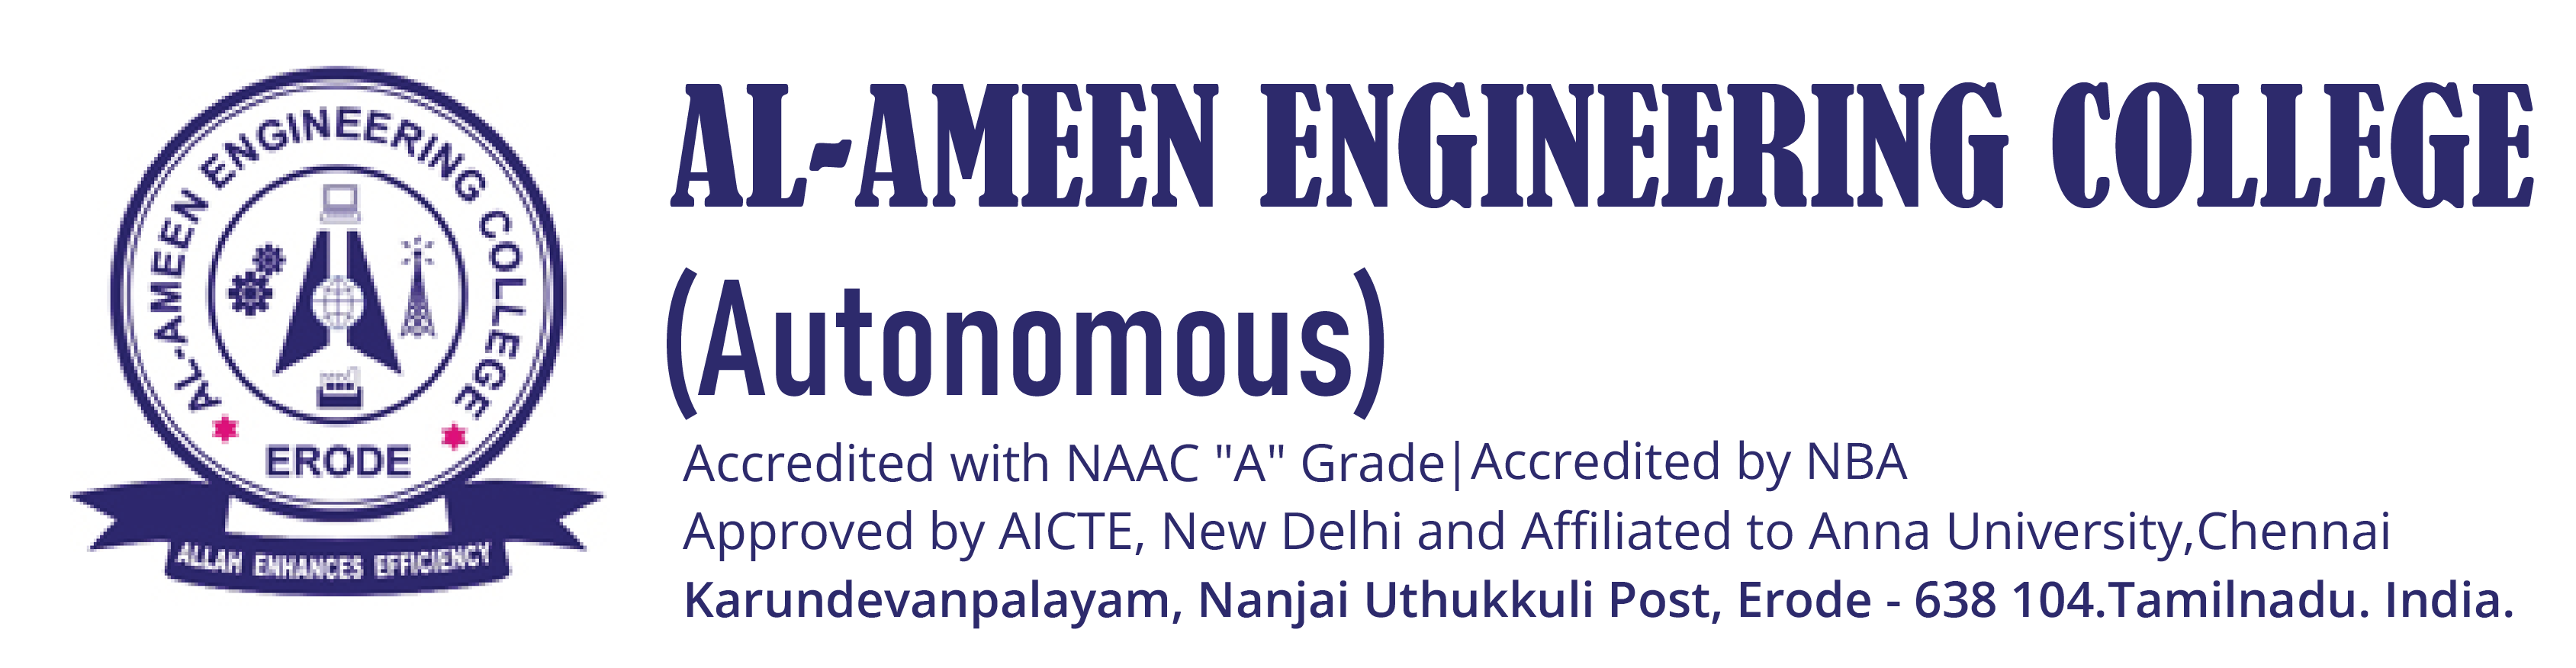 AL-AMEEN ENGINEERING COLLEGE
ERODE
ALLAH ENHANCES EFFICIENCY
AL-AMEEN ENGINEERING COLLEGE
(Autonomous)
Accredited with NAAC "A" Grade|Accredited by NBA
Approved by AICTE, New Delhi and Affiliated to Anna University,Chennai
Karundevanpalayam, Nanjai Uthukkuli Post, Erode - 638 104.Tamilnadu. India.